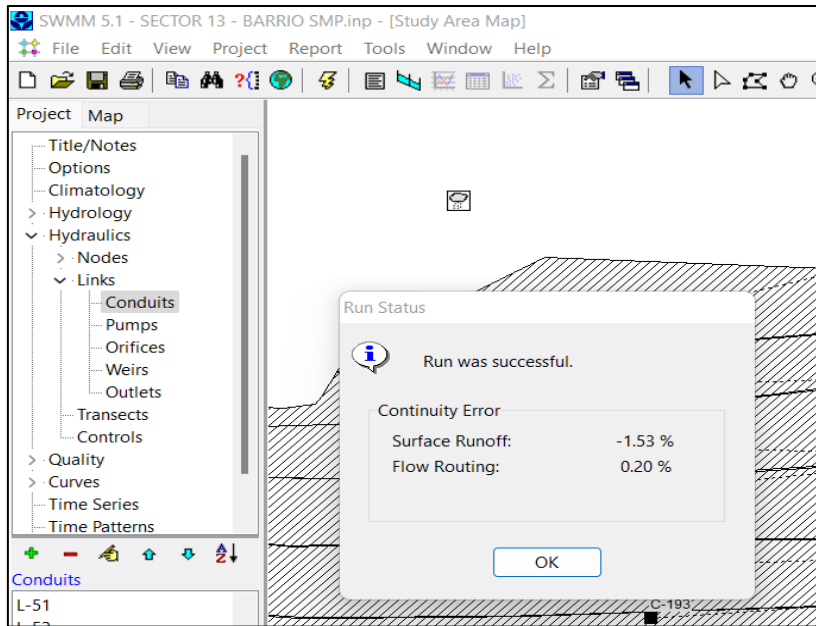 SWMM 5.1 - SECTOR 13 - BARRIO SMP.inp - [Study Area Map]
File Edit View Project Report Tools Window Help
Project Map
Title/Notes
Options
Climatology
Hydrology
Hydraulics
Nodes
Links
Conduits
Pumps
Orifices
Weirs
Outlets
Transects
Controls
Quality
Curves
Time Series
Time Patterns
Conduits
L-51
Run Status
Run was successful.
Continuity Error
Surface Runoff: -1.53 %
Flow Routing: 0.20 %
OK
C-193